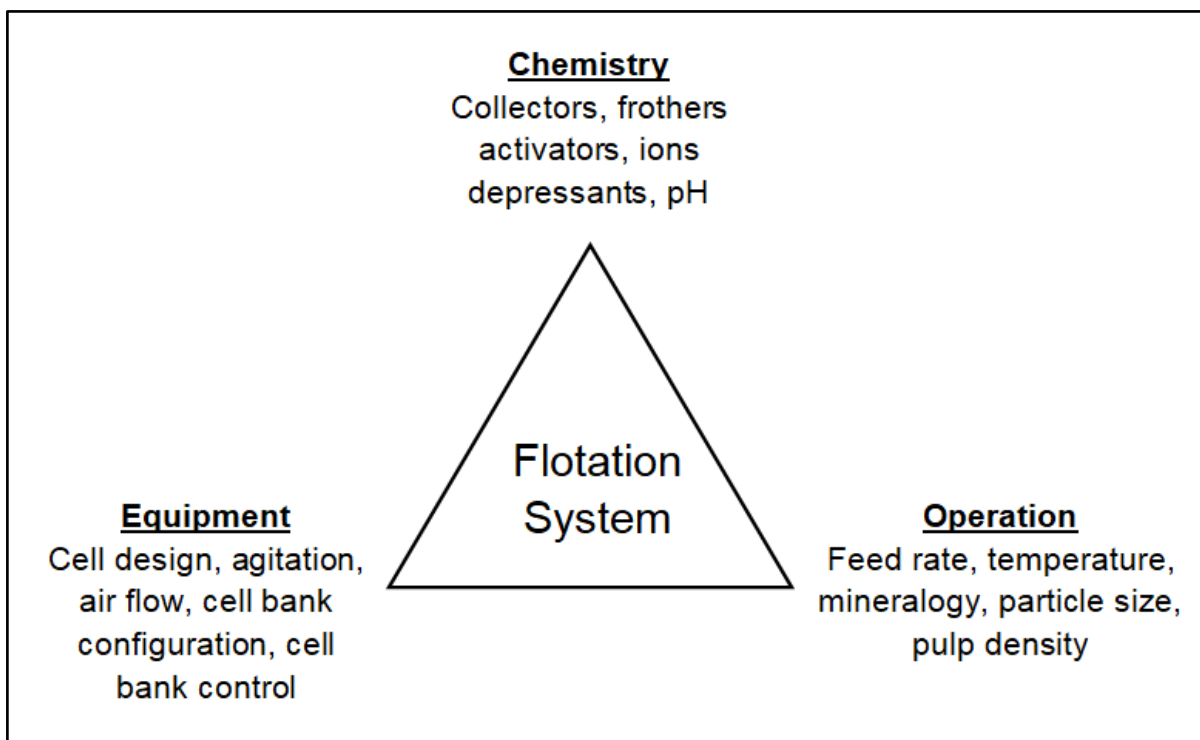 Chemistry
Collectors, frothers
activators, ions
depressants, pH
Flotation
System
Equipment
Cell design, agitation,
air flow, cell bank
configuration, cell
bank control
Operation
Feed rate, temperature,
mineralogy, particle size,
pulp density